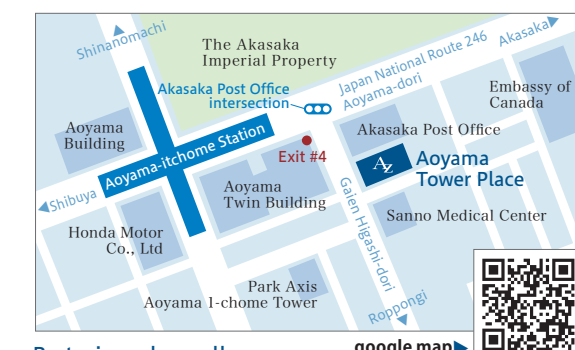 Shinanomachi
The Akasaka
Imperial Property
Japan National Route 246
Akasaka
Aoyama-dori
Akasaka Post Office
intersection
Embassy of
Canada
Aoyama
Building
Aoyama-itchome Station
Exit #4
Akasaka Post Office
AZ
Aoyama
Tower Place
Shibuya
Aoyama
Twin Building
Gaien Higashi-dori
Sanno Medical Center
Honda Motor
Co., Ltd
Park Axis
Aoyama 1-chome Tower
Roppongi
google map